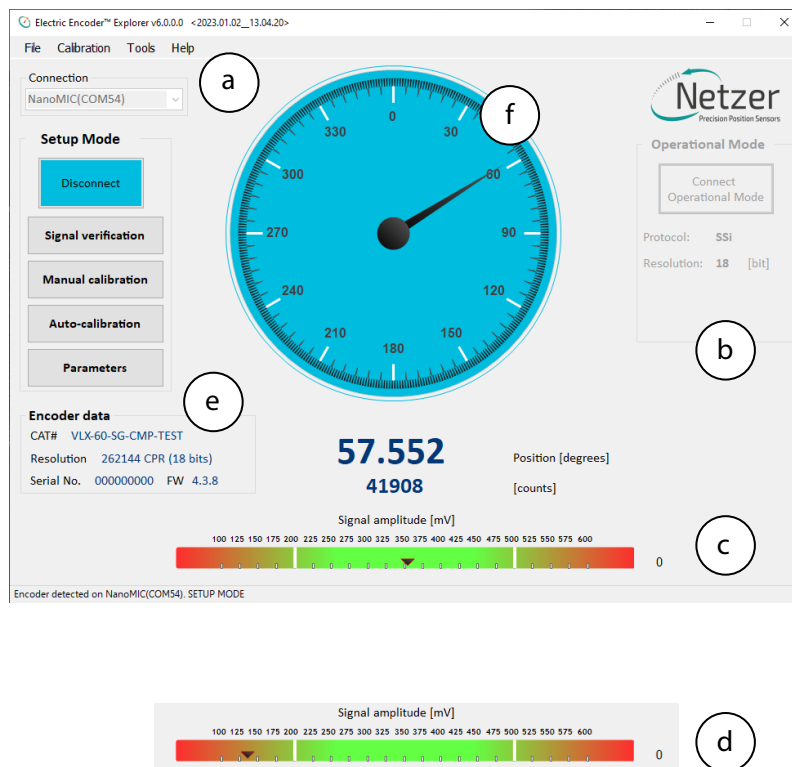 Electric Encoder™ Explorer v6.0.0.0 <2023.01.02__13.04.20>
File Calibration Tools Help
Connection
NanoMIC(COM54)
a
f
Netzer
Precision Position Sensors
Setup Mode
Disconnect
Signal verification
Manual calibration
Auto-calibration
Parameters
0
30
60
90
120
150
180
210
240
270
300
330
Operational Mode
Connect
Operational Mode
Protocol: SSi
Resolution: 18 [bit]
b
e
Encoder data
CAT# VLX-60-SG-CMP-TEST
Resolution 262144 CPR (18 bits)
Serial No. 000000000 FW 4.3.8
57.552 Position [degrees]
41908 [counts]
Signal amplitude [mV]
100 125 150 175 200 225 250 275 300 325 350 375 400 425 450 475 500 525 550 575 600
0
c
Encoder detected on NanoMIC(COM54). SETUP MODE
Signal amplitude [mV]
100 125 150 175 200 225 250 275 300 325 350 375 400 425 450 475 500 525 550 575 600
0
d